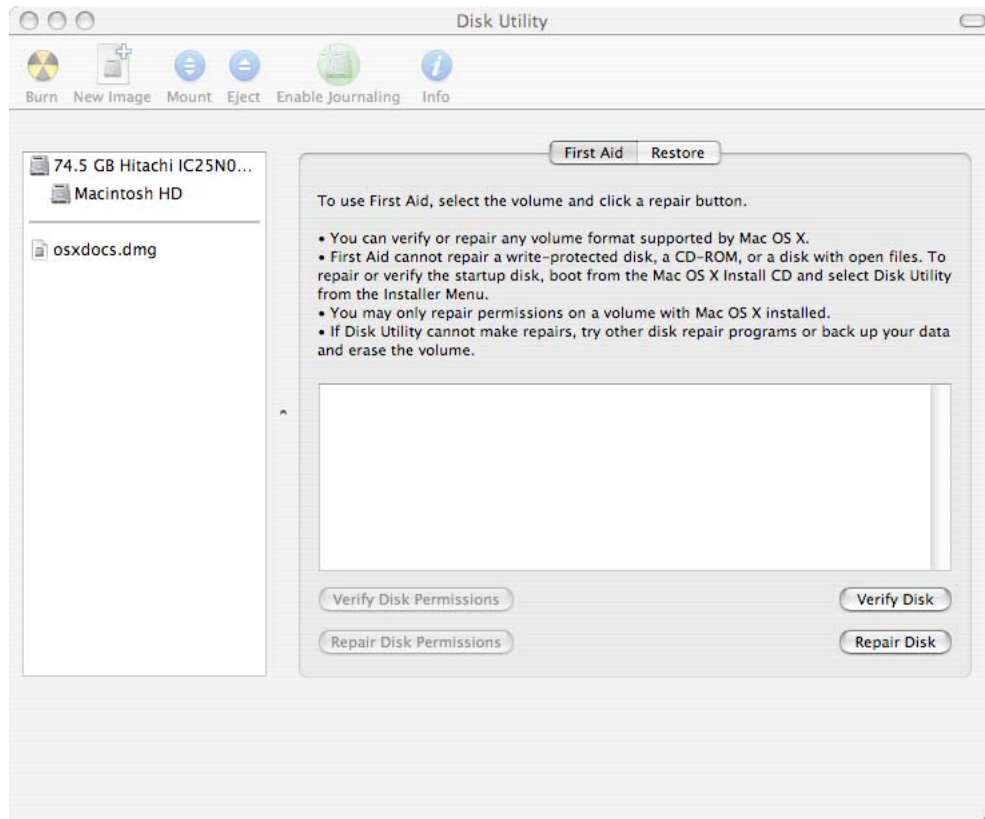 Disk Utility
Burn New Image Mount Eject Enable Journaling Info
74.5 GB Hitachi IC25N0...
Macintosh HD
osxdocs.dmg
First Aid Restore
To use First Aid, select the volume and click a repair button.
• You can verify or repair any volume format supported by Mac OS X.
• First Aid cannot repair a write-protected disk, a CD-ROM, or a disk with open files. To
repair or verify the startup disk, boot from the Mac OS X Install CD and select Disk Utility
from the Installer Menu.
• You may only repair permissions on a volume with Mac OS X installed.
• If Disk Utility cannot make repairs, try other disk repair programs or back up your data
and erase the volume.
Verify Disk Permissions Verify Disk
Repair Disk Permissions Repair Disk